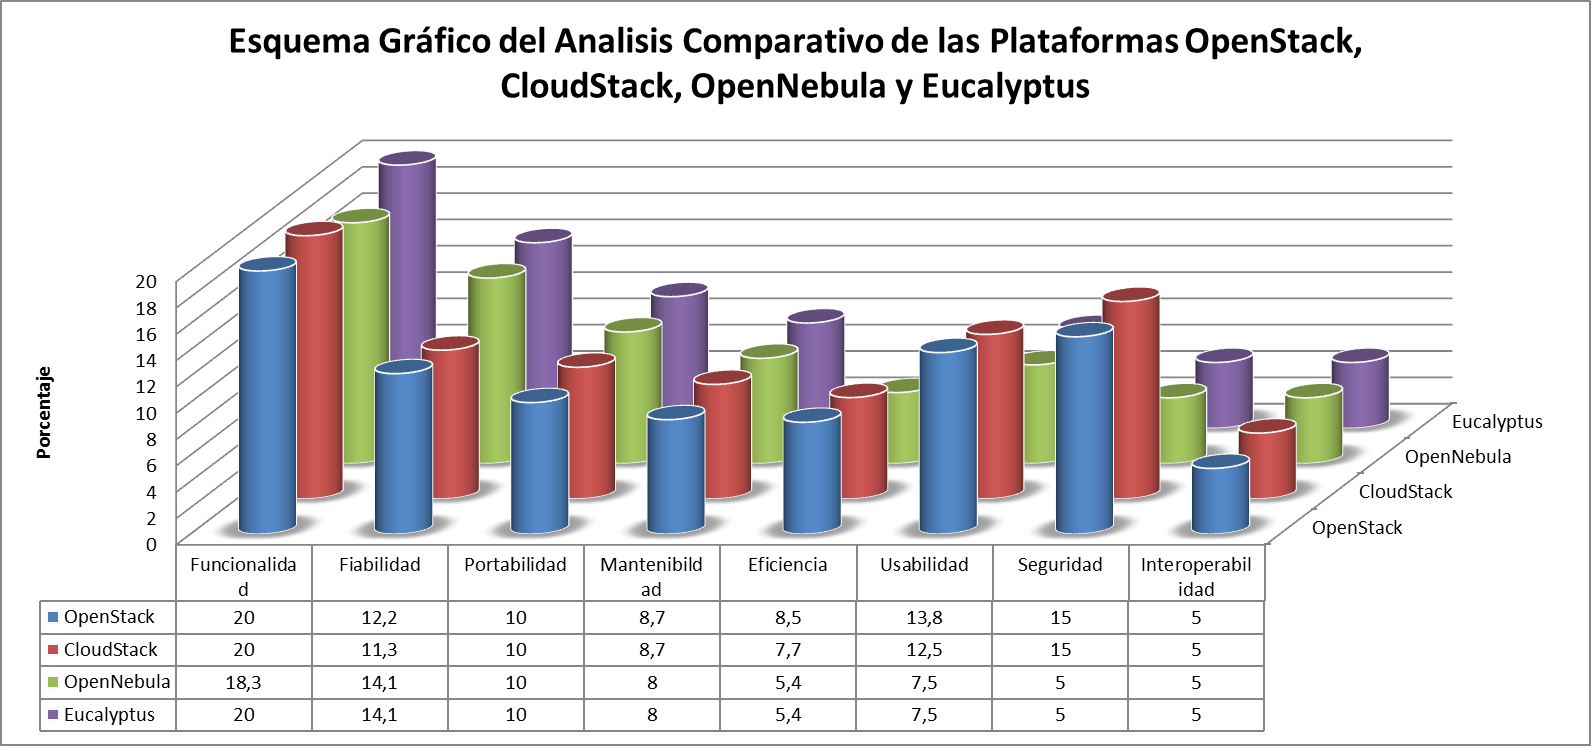 Esquema Gráfico del Analisis Comparativo de las Plataformas OpenStack,
CloudStack, OpenNebula y Eucalyptus
Porcentaje
20
18
16
14
12
10
8
6
4
2
0
Eucalyptus
OpenNebula
CloudStack
OpenStack
Funcionalida
d
Fiabilidad
Portabilidad
Mantenibild
ad
Eficiencia
Usabilidad
Seguridad
Interoperabil
idad
OpenStack 20 12,2 10 8,7 8,5 13,8 15 5
CloudStack 20 11,3 10 8,7 7,7 12,5 15 5
OpenNebula 18,3 14,1 10 8 5,4 7,5 5 5
Eucalyptus 20 14,1 10 8 5,4 7,5 5 5